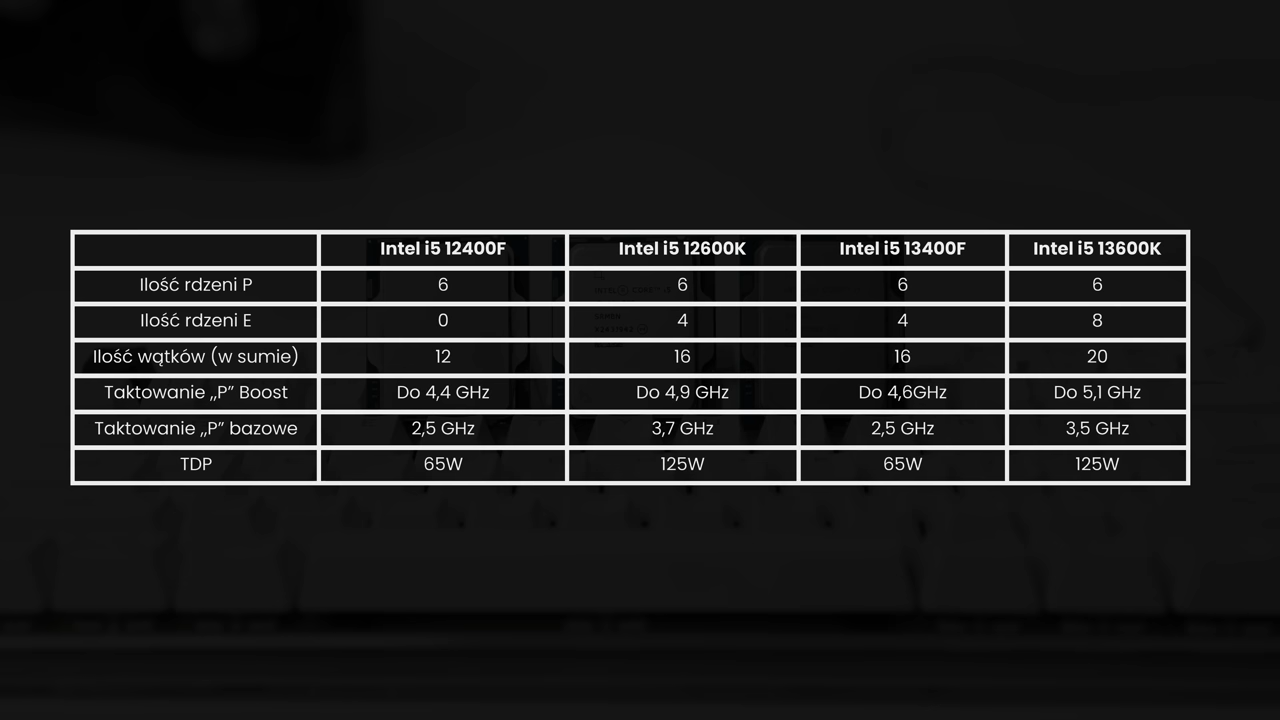 Intel i5 12400F Intel i5 12600K Intel i5 13400F Intel i5 13600K
Ilość rdzeni P 6 6 6 6
Ilość rdzeni E 0 4 4 8
Ilość wątków (w sumie) 12 16 16 20
Taktowanie „P” Boost Do 4,4 GHz Do 4,9 GHz Do 4,6GHz Do 5,1 GHz
Taktowanie „P” bazowe 2,5 GHz 3,7 GHz 2,5 GHz 3,5 GHz
TDP 65W 125W 65W 125W